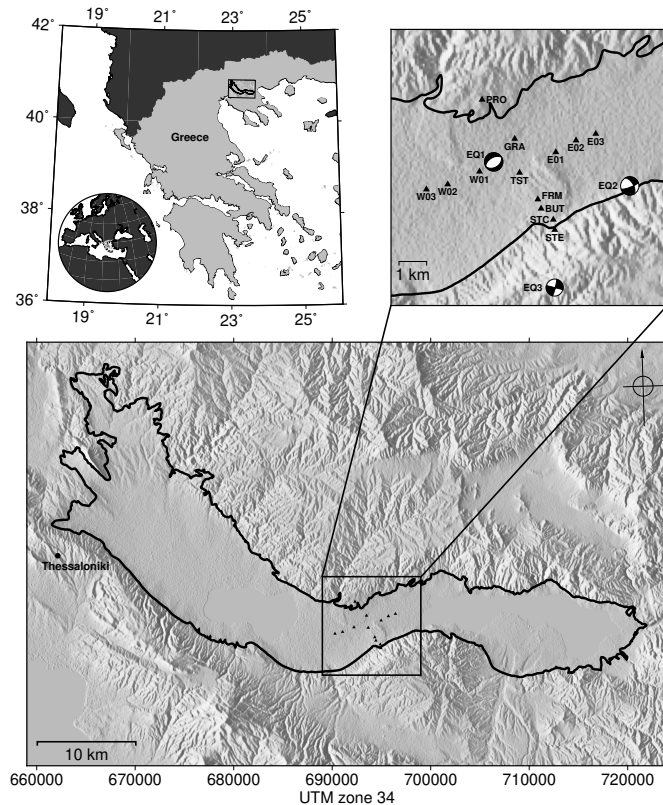 19° 21° 23° 25°
42°
40°
38°
36°
Greece
19° 21° 23° 25°
PRO
GRA
E02
E03
EQ1
E01
W01
TST
W02
W03
EQ2
FRM
BUT
STC
STE
1 km
EQ3
Thessaloniki
10 km
660000 670000 680000 690000 700000 710000 720000
UTM zone 34